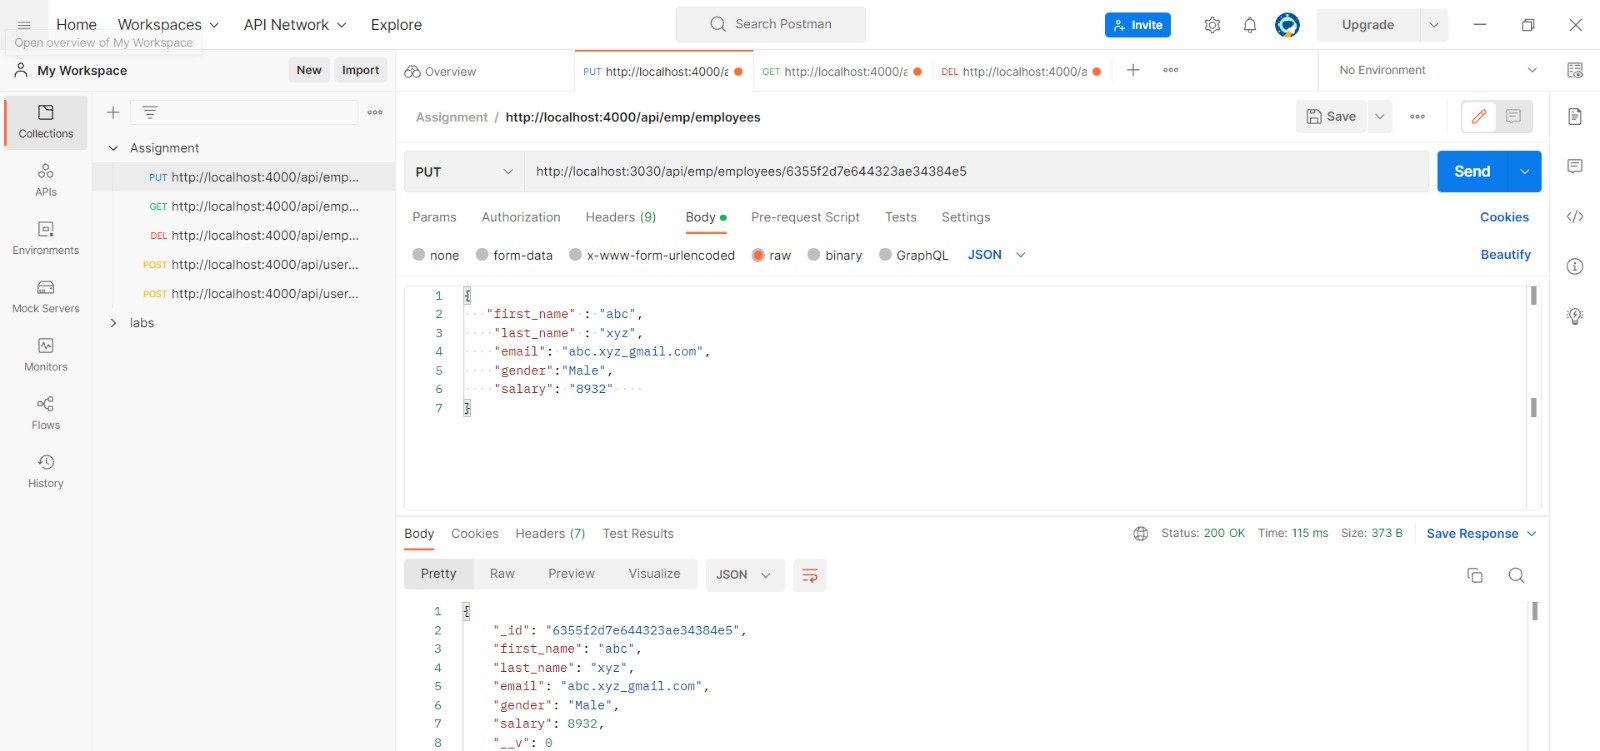 Home Workspaces API Network Explore Search Postman Invite Upgrade
Open overview of My Workspace
My Workspace New Import Overview PUT http://localhost:4000/a GET http://localhost:4000/a DEL http://localhost:4000/a No Environment
Collections
APIs
Environments
Mock Servers
Monitors
Flows
History
Assignment
PUT http://localhost:4000/api/emp...
GET http://localhost:4000/api/emp...
DEL http://localhost:4000/api/emp...
POST http://localhost:4000/api/user...
POST http://localhost:4000/api/user...
labs
Assignment / http://localhost:4000/api/emp/employees Save
PUT http://localhost:3030/api/emp/employees/6355f2d7e644323ae34384e5 Send
Params Authorization Headers (9) Body Pre-request Script Tests Settings Cookies
none form-data x-www-form-urlencoded raw binary GraphQL JSON Beautify
1 {
2 "first_name" : "abc",
3 "last_name" : "xyz",
4 "email": "abc.xyz_gmail.com",
5 "gender":"Male",
6 "salary": "8932"
7 }
Body Cookies Headers (7) Test Results Status: 200 OK Time: 115 ms Size: 373 B Save Response
Pretty Raw Preview Visualize JSON
1 {
2 "_id": "6355f2d7e644323ae34384e5",
3 "first_name": "abc",
4 "last_name": "xyz",
5 "email": "abc.xyz_gmail.com",
6 "gender": "Male",
7 "salary": 8932,
8 "__v": 0